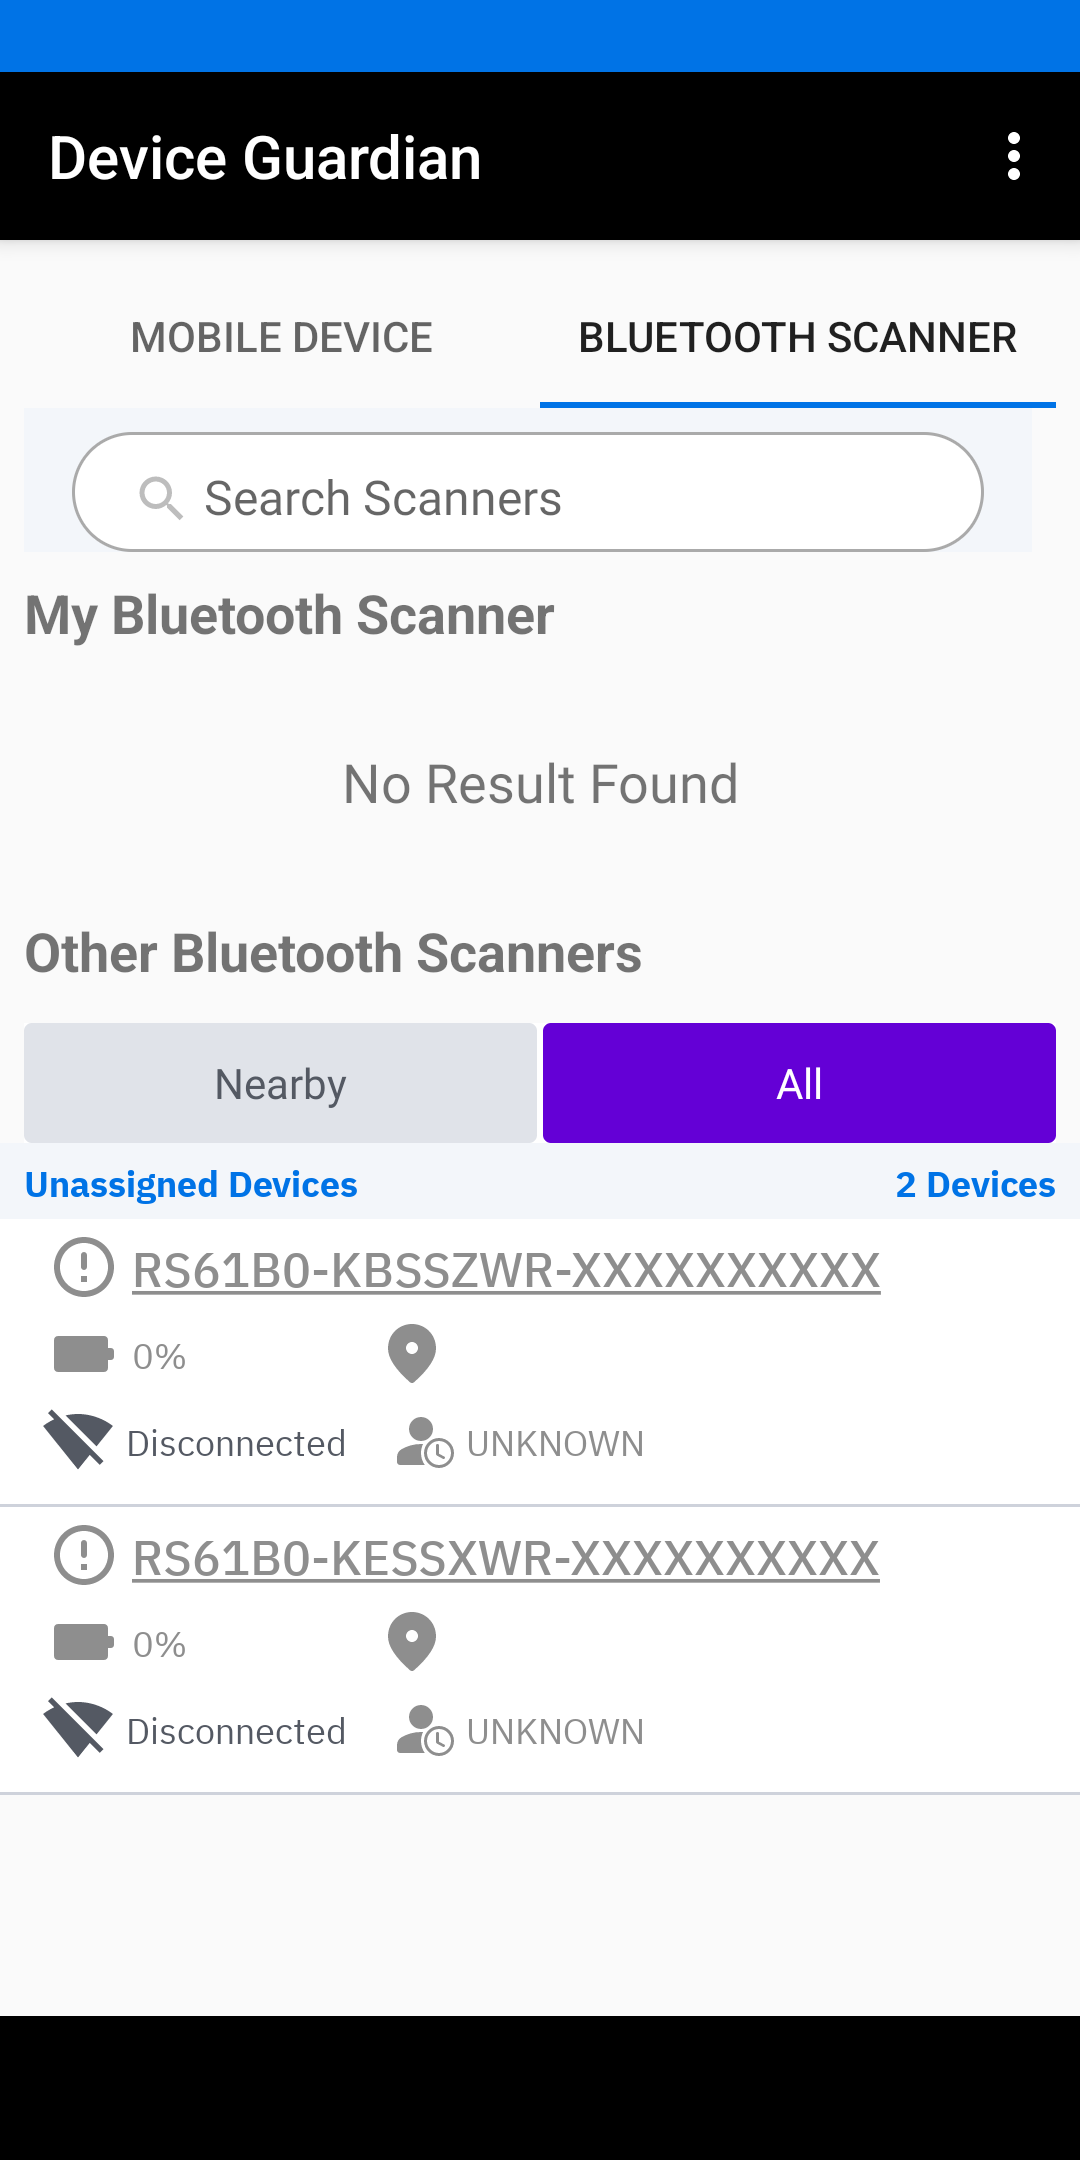 Device Guardian
MOBILE DEVICE
BLUETOOTH SCANNER
Search Scanners
My Bluetooth Scanner
No Result Found
Other Bluetooth Scanners
Nearby
All
Unassigned Devices
2 Devices
RS61B0-KBSSZWR-XXXXXXXXXX
0%
Disconnected
UNKNOWN
RS61B0-KESSXWR-XXXXXXXXXX
0%
Disconnected
UNKNOWN